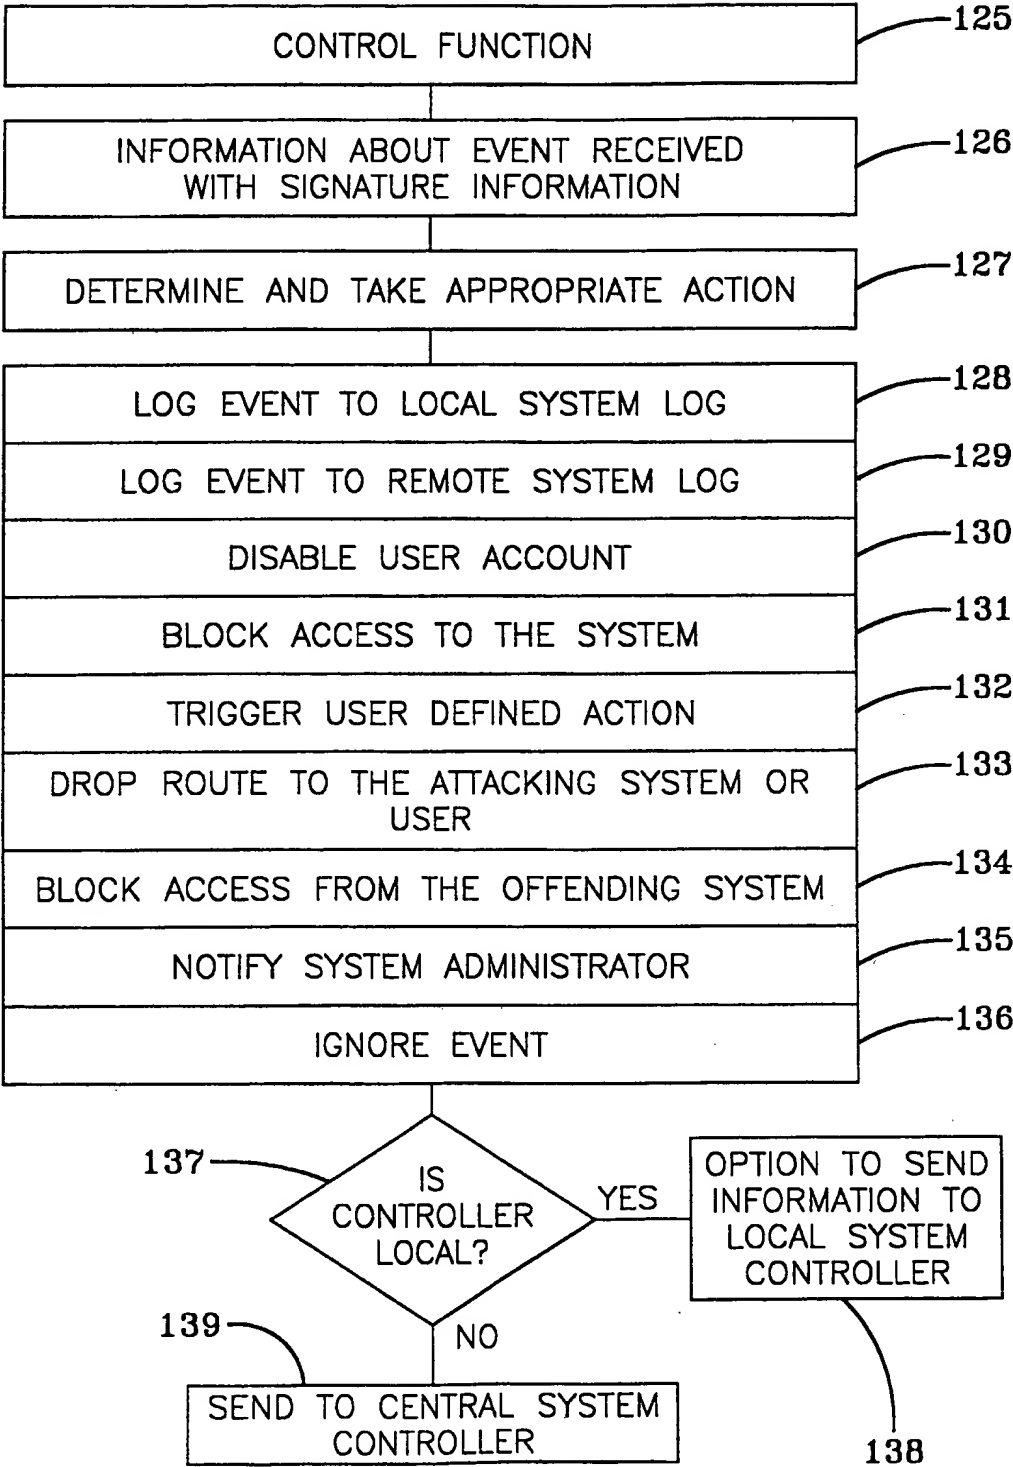 CONTROL FUNCTION
125
INFORMATION ABOUT EVENT RECEIVED
WITH SIGNATURE INFORMATION
126
DETERMINE AND TAKE APPROPRIATE ACTION
127
LOG EVENT TO LOCAL SYSTEM LOG
128
LOG EVENT TO REMOTE SYSTEM LOG
129
DISABLE USER ACCOUNT
130
BLOCK ACCESS TO THE SYSTEM
131
TRIGGER USER DEFINED ACTION
132
DROP ROUTE TO THE ATTACKING SYSTEM OR
USER
133
BLOCK ACCESS FROM THE OFFENDING SYSTEM
134
NOTIFY SYSTEM ADMINISTRATOR
135
IGNORE EVENT
136
137
IS
CONTROLLER
LOCAL?
YES
OPTION TO SEND
INFORMATION TO
LOCAL SYSTEM
CONTROLLER
138
NO
139
SEND TO CENTRAL SYSTEM
CONTROLLER